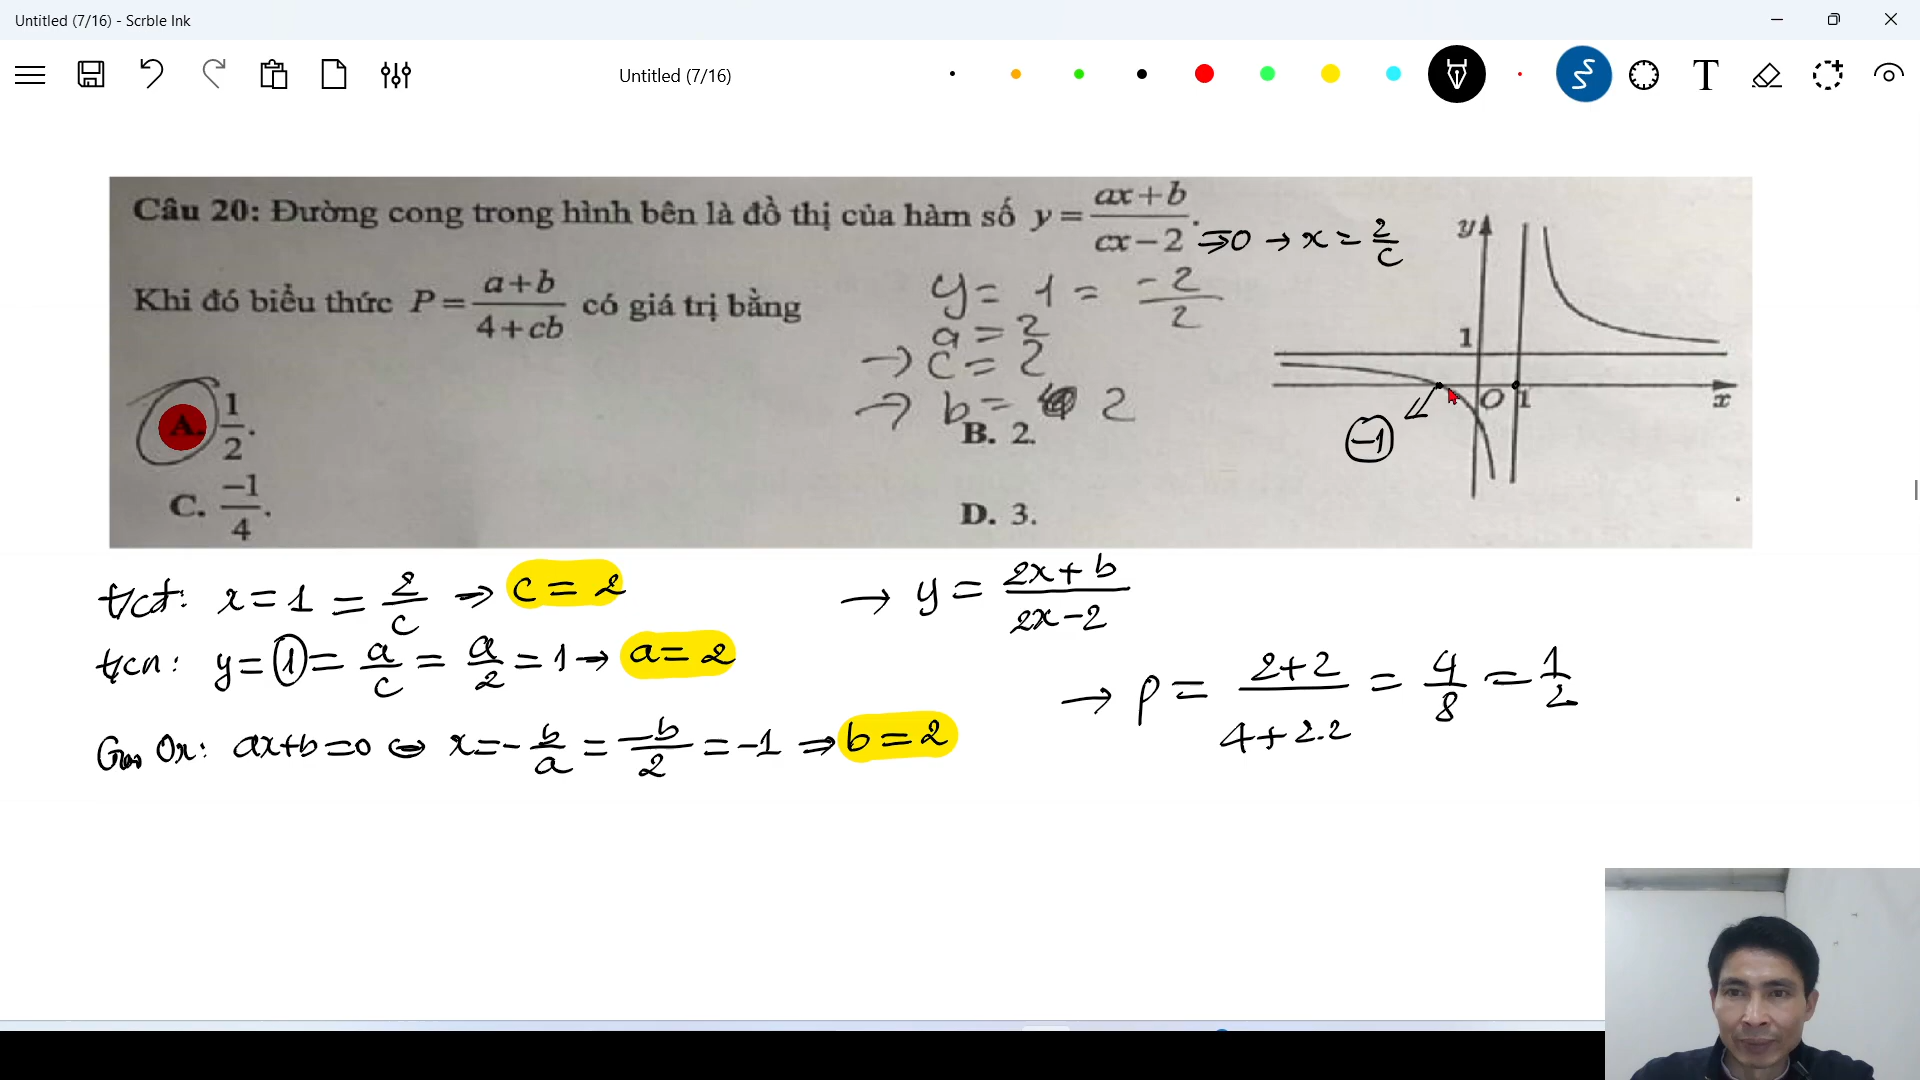 Untitled (7/16) - Scrble Ink
Untitled (7/16)
T
Câu 20: Đường cong trong hình bên là đồ thị của hàm số y = (ax+b)/(cx−2). => 0 → x = 2/c
Khi đó biểu thức P = (a+b)/(4+cb) có giá trị bằng
y = 1 = -2/2
a = 2
→ c = 2
→ b = 2
A. 1/2.
B. 2.
C. −1/4.
D. 3.
y
1
O 1
x
-1
tcđ: x = 1 = 2/c → c = 2
→ y = (2x+b)/(2x-2)
tcn: y = 1 = a/c = a/2 = 1 → a = 2
→ P = (2+2)/(4+2.2) = 4/8 = 1/2
Giao Ox: ax+b=0 ⇔ x = -b/a = -b/2 = -1 ⇒ b = 2